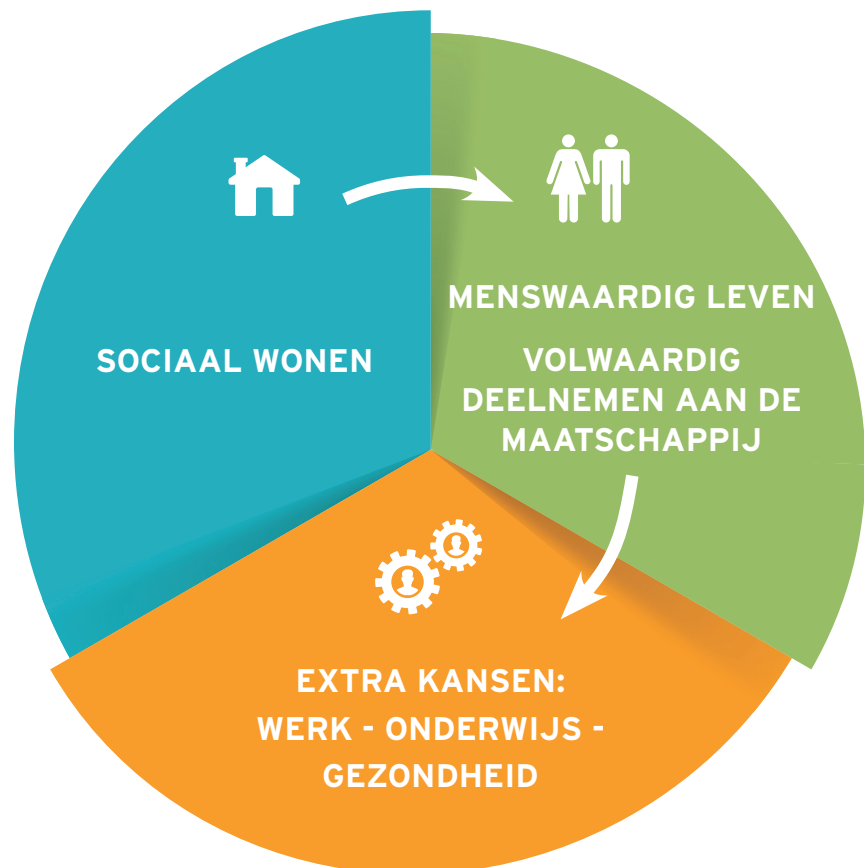 SOCIAAL WONEN
MENSWAARDIG LEVEN
VOLWAARDIG
DEELNEMEN AAN DE
MAATSCHAPPIJ
EXTRA KANSEN:
WERK - ONDERWIJS -
GEZONDHEID